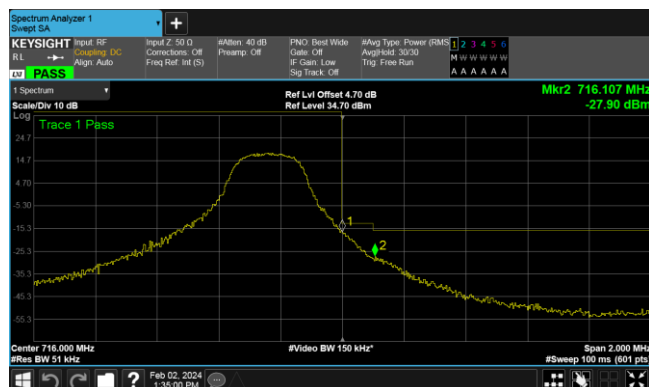 Spectrum Analyzer 1
Swept SA
+
KEYSIGHT Input: RF
RL Coupling: DC
Align: Auto
LXI PASS
Input Z: 50 Ω
Corrections: Off
Freq Ref: Int (S)
#Atten: 40 dB
Preamp: Off
PNO: Best Wide
Gate: Off
IF Gain: Low
Sig Track: Off
#Avg Type: Power (RMS
Avg|Hold: 30/30
Trig: Free Run
1 2 3 4 5 6
M W W W W W
A A A A A A
1 Spectrum
Scale/Div 10 dB
Ref Lvl Offset 4.70 dB
Ref Level 34.70 dBm
Mkr2 716.107 MHz
-27.90 dBm
Log
Trace 1 Pass
24.7
14.7
4.70
-5.30
-15.3
-25.3
-35.3
-45.3
-55.3
1
2
Center 716.000 MHz
#Res BW 51 kHz
#Video BW 150 kHz*
Span 2.000 MHz
#Sweep 100 ms (601 pts)
?
Feb 02, 2024
1:35:00 PM